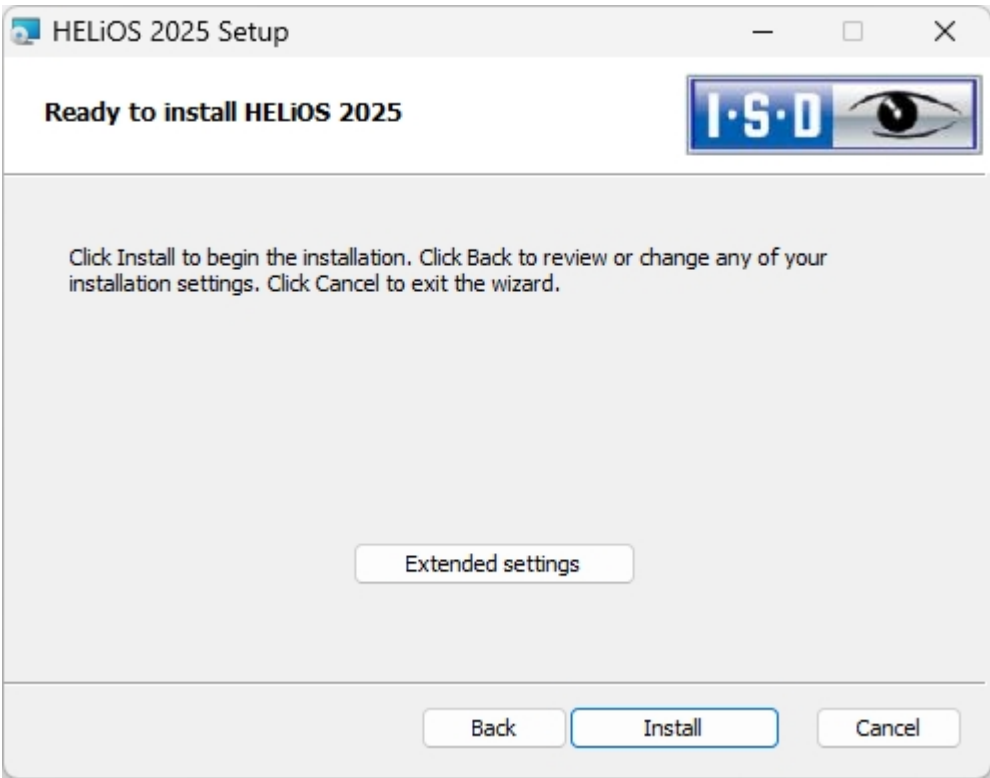 HELiOS 2025 Setup
Ready to install HELiOS 2025
I·S·D
Click Install to begin the installation. Click Back to review or change any of your
installation settings. Click Cancel to exit the wizard.
Extended settings
Back Install Cancel